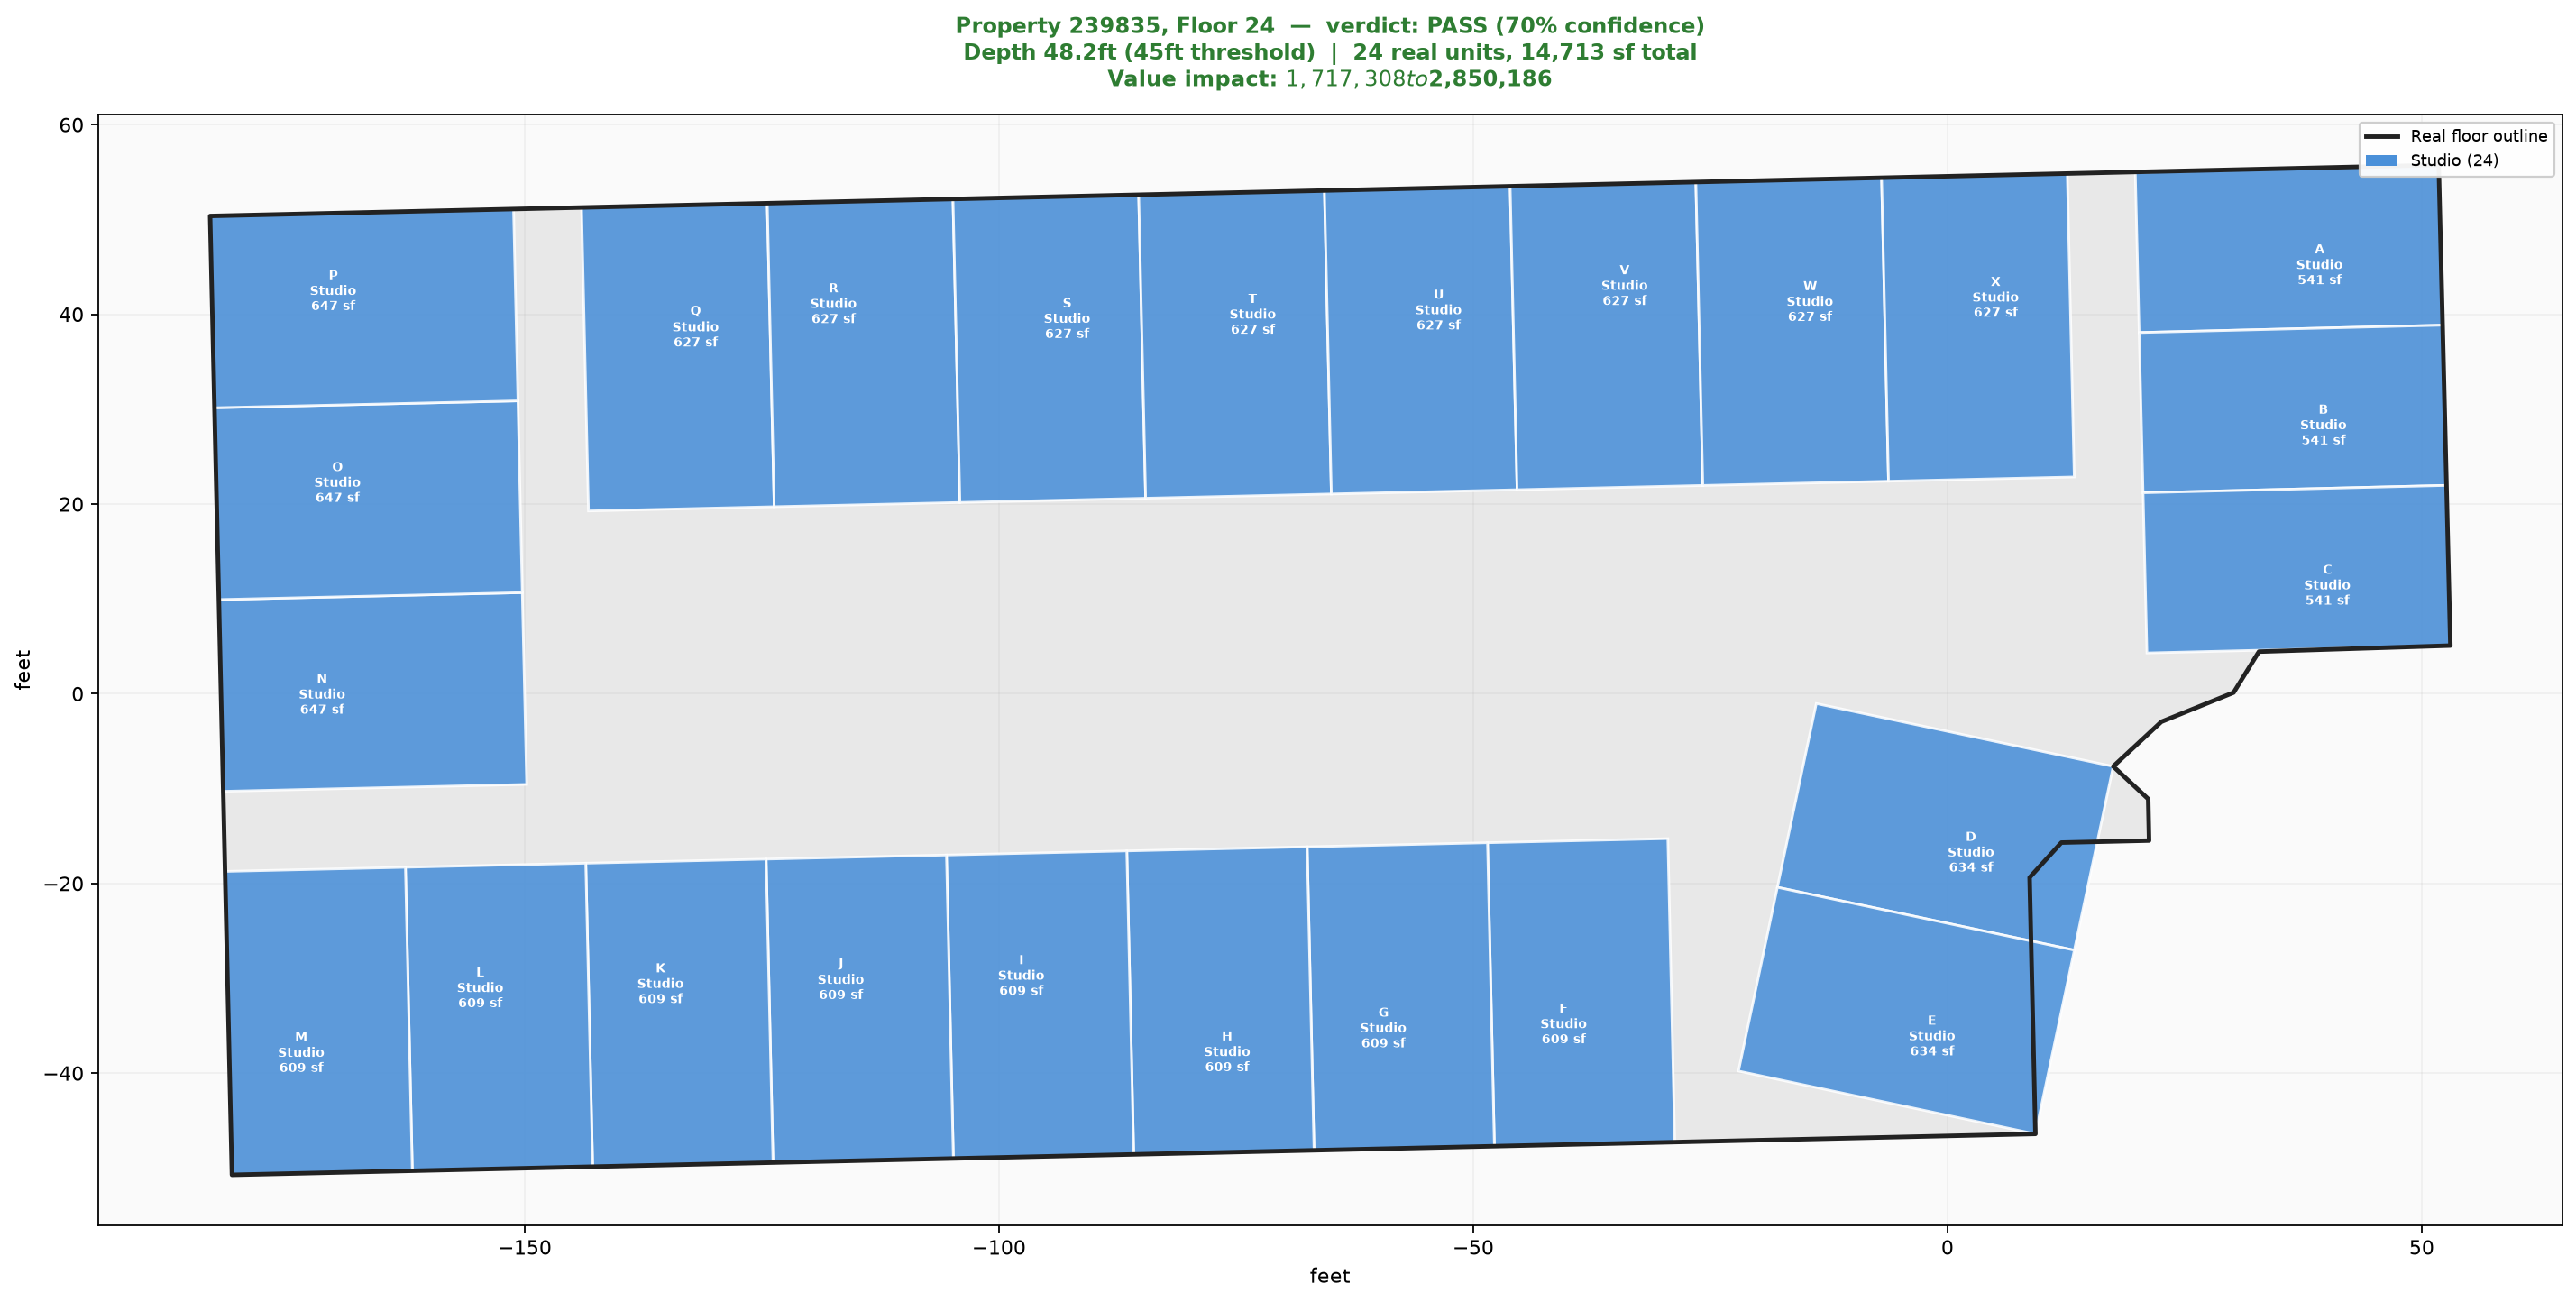 Property 239835, Floor 24 — verdict: PASS (70% confidence)
Depth 48.2ft (45ft threshold) | 24 real units, 14,713 sf total
Value impact: 1,717,308to2,850,186
Real floor outline
Studio (24)
60
40
20
0
−20
−40
feet
P
Studio
647 sf
O
Studio
647 sf
N
Studio
647 sf
Q
Studio
627 sf
R
Studio
627 sf
S
Studio
627 sf
T
Studio
627 sf
U
Studio
627 sf
V
Studio
627 sf
W
Studio
627 sf
X
Studio
627 sf
A
Studio
541 sf
B
Studio
541 sf
C
Studio
541 sf
D
Studio
634 sf
E
Studio
634 sf
M
Studio
609 sf
L
Studio
609 sf
K
Studio
609 sf
J
Studio
609 sf
I
Studio
609 sf
H
Studio
609 sf
G
Studio
609 sf
F
Studio
609 sf
−150
−100
−50
0
50
feet